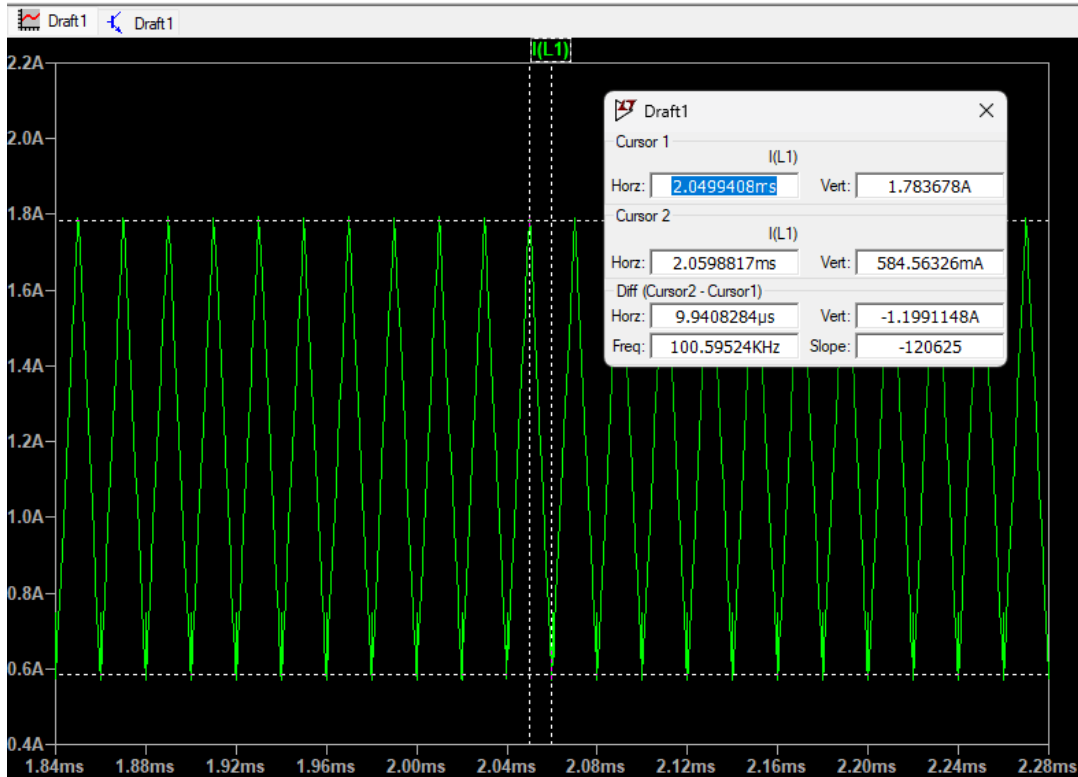 Draft1 Draft1
I(L1)
2.2A
2.0A
1.8A
1.6A
1.4A
1.2A
1.0A
0.8A
0.6A
0.4A
1.84ms 1.88ms 1.92ms 1.96ms 2.00ms 2.04ms 2.08ms 2.12ms 2.16ms 2.20ms 2.24ms 2.28ms
Draft1
Cursor 1
I(L1)
Horz: 2.0499408ms Vert: 1.783678A
Cursor 2
I(L1)
Horz: 2.0598817ms Vert: 584.56326mA
Diff (Cursor2 - Cursor1)
Horz: 9.9408284µs Vert: -1.1991148A
Freq: 100.59524KHz Slope: -120625